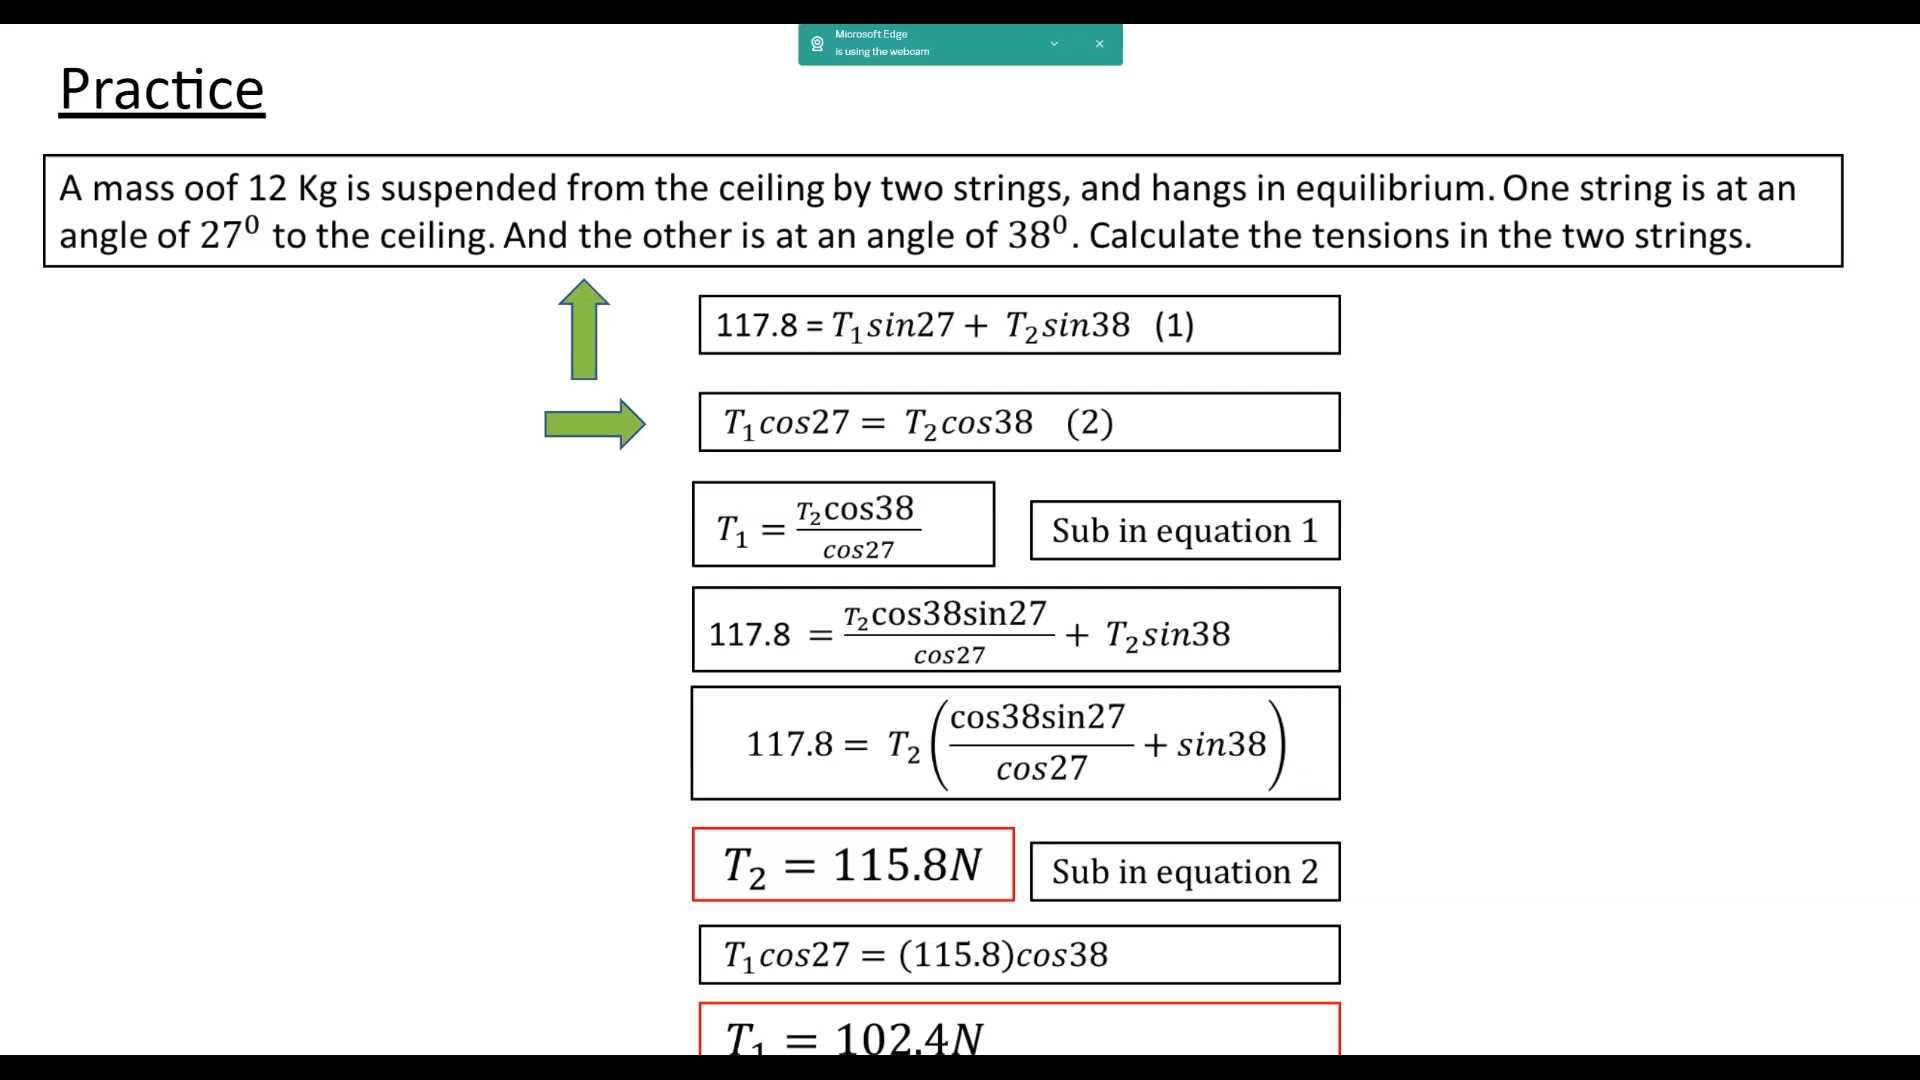 Microsoft Edge
is using the webcam
Practice
A mass oof 12 Kg is suspended from the ceiling by two strings, and hangs in equilibrium. One string is at an
angle of 27⁰ to the ceiling. And the other is at an angle of 38⁰. Calculate the tensions in the two strings.
117.8 = T₁sin27 + T₂sin38 (1)
T₁cos27 = T₂cos38 (2)
T₁ = T₂cos38/cos27
Sub in equation 1
117.8 = T₂cos38sin27/cos27 + T₂sin38
117.8 = T₂(cos38sin27/cos27 + sin38)
T₂ = 115.8N
Sub in equation 2
T₁cos27 = (115.8)cos38
T₁ = 102.4N